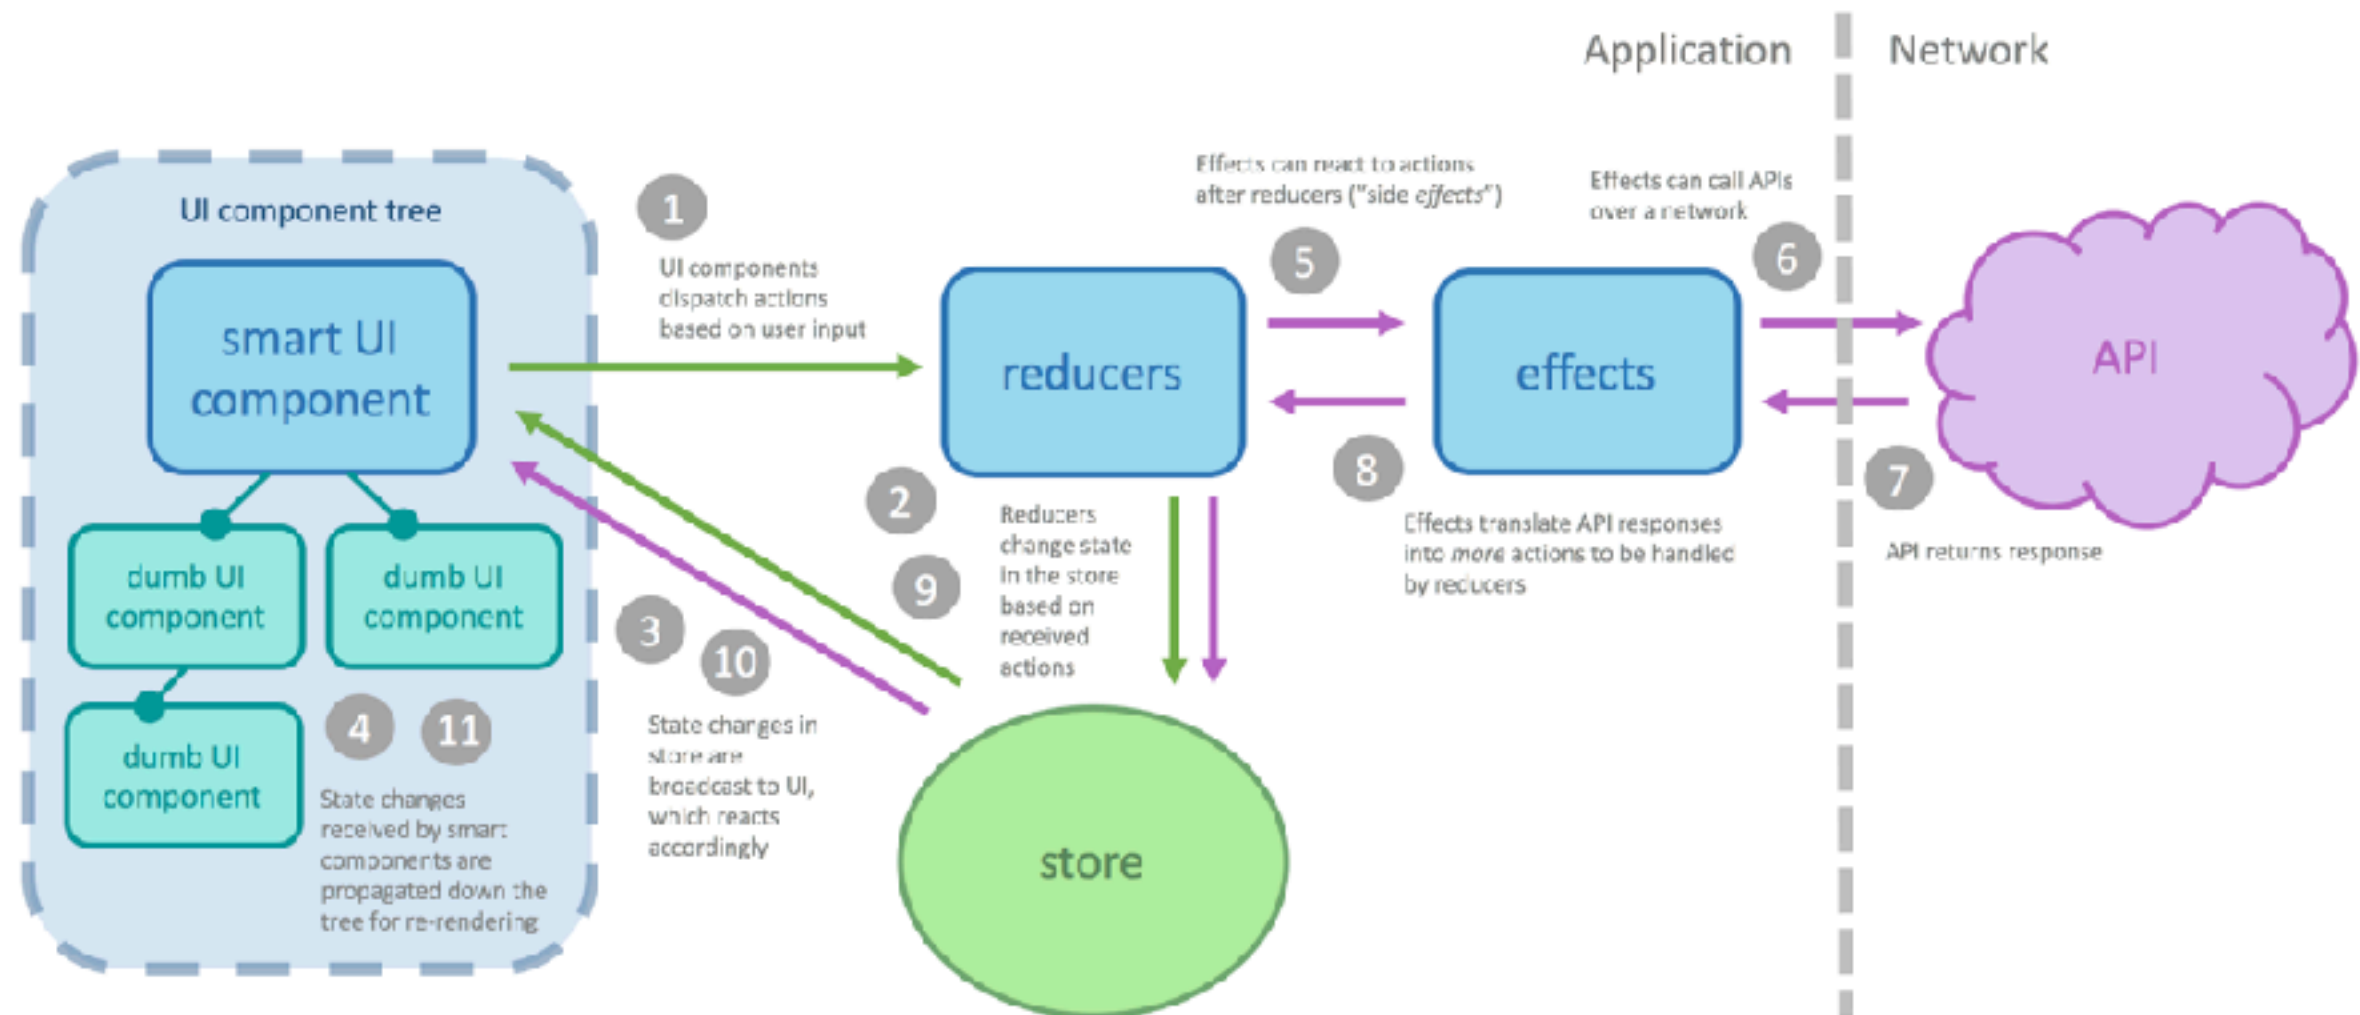 Application
Network
UI component tree
smart UI
component
dumb UI
component
dumb UI
component
dumb UI
component
4
11
State changes
received by smart
components are
propagated down the
tree for re-rendering
1
UI components
dispatch actions
based on user input
reducers
2
9
Reducers
change state
in the store
based on
received
actions
3
10
State changes in
store are
broadcast to UI,
which reacts
accordingly
store
Effects can react to actions
after reducers ("side effects")
5
effects
8
Effects translate API responses
into more actions to be handled
by reducers
Effects can call APIs
over a network
6
API
7
API returns response